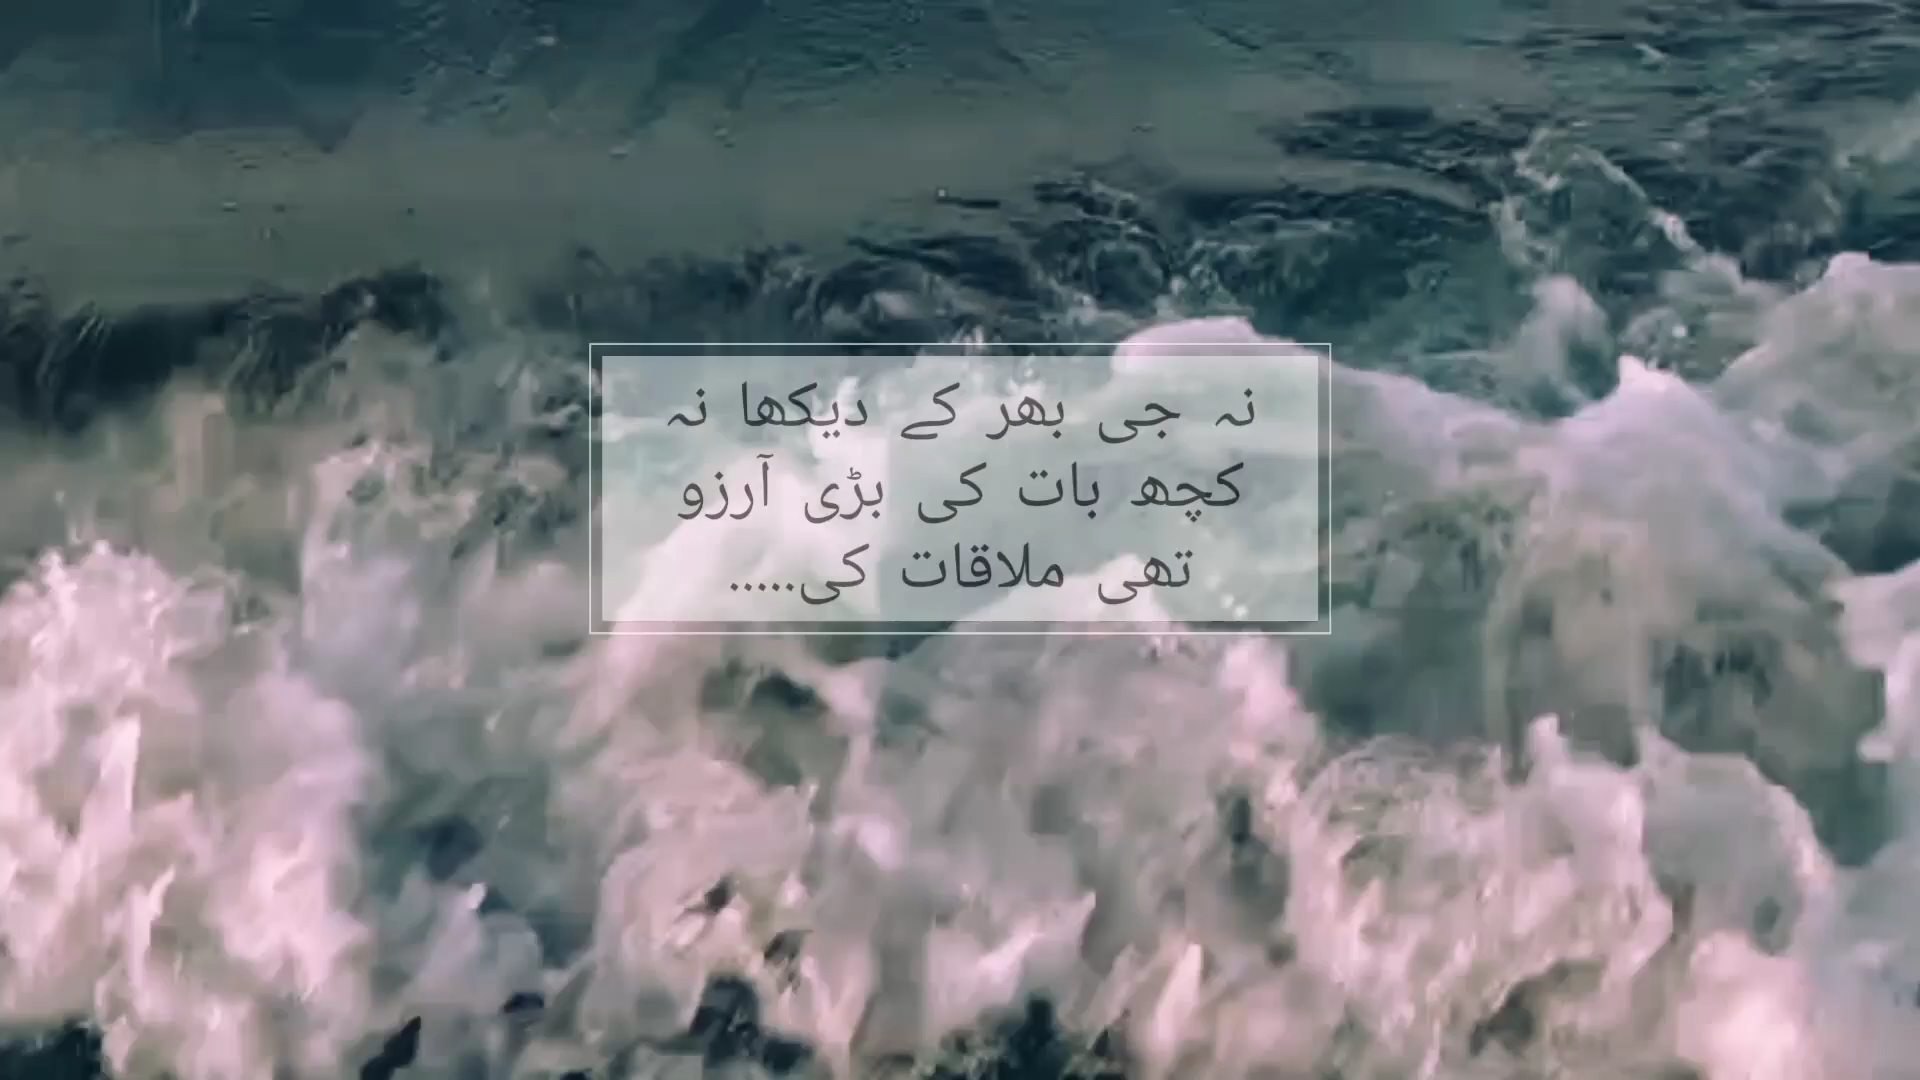 نہ جی بھر کے دیکھا نہ
کچھ بات کی بڑی آرزو
تھی ملاقات کی.....